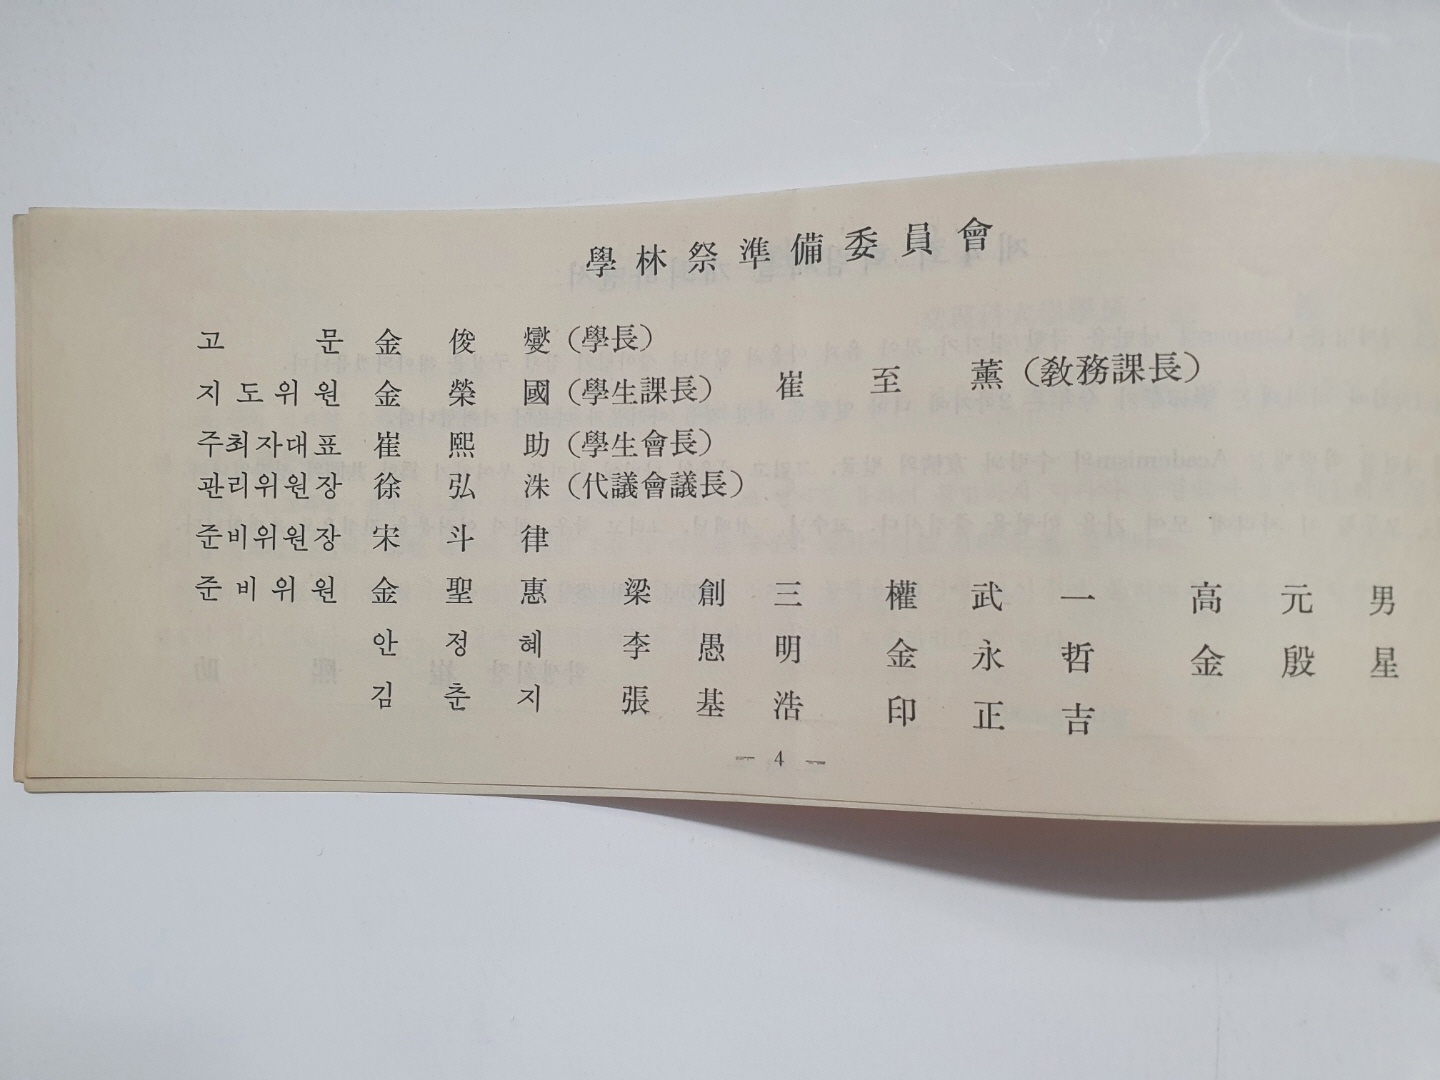 學林祭準備委員會
고문 金俊燮(學長)
지도위원 金榮國(學生課長) 崔至薰(敎務課長)
주최자대표 崔熙助(學生會長)
관리위원장 徐弘洙(代議會議長)
준비위원장 宋斗律
준비위원 金聖惠 梁創三 權武一 高元男
안정혜 李愚明 金永哲 金殷星
김춘지 張基浩 印正吉
— 4 —